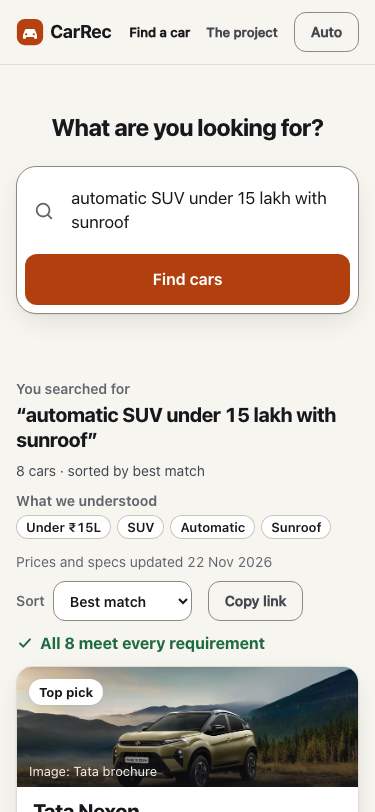 CarRec Find a car The project Auto
What are you looking for?
automatic SUV under 15 lakh with
sunroof
Find cars
You searched for
“automatic SUV under 15 lakh with
sunroof”
8 cars · sorted by best match
What we understood
Under ₹15L SUV Automatic Sunroof
Prices and specs updated 22 Nov 2026
Sort Best match Copy link
All 8 meet every requirement
Top pick
Image: Tata brochure
Tata Nexon